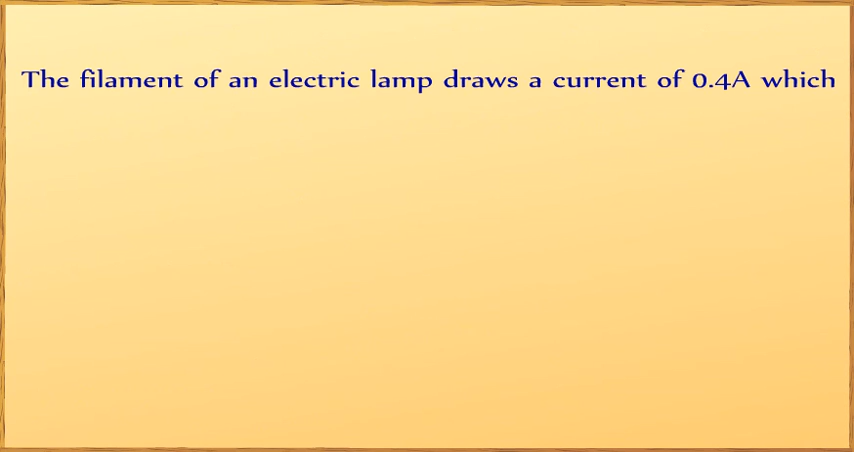 The filament of an electric lamp draws a current of 0.4A which